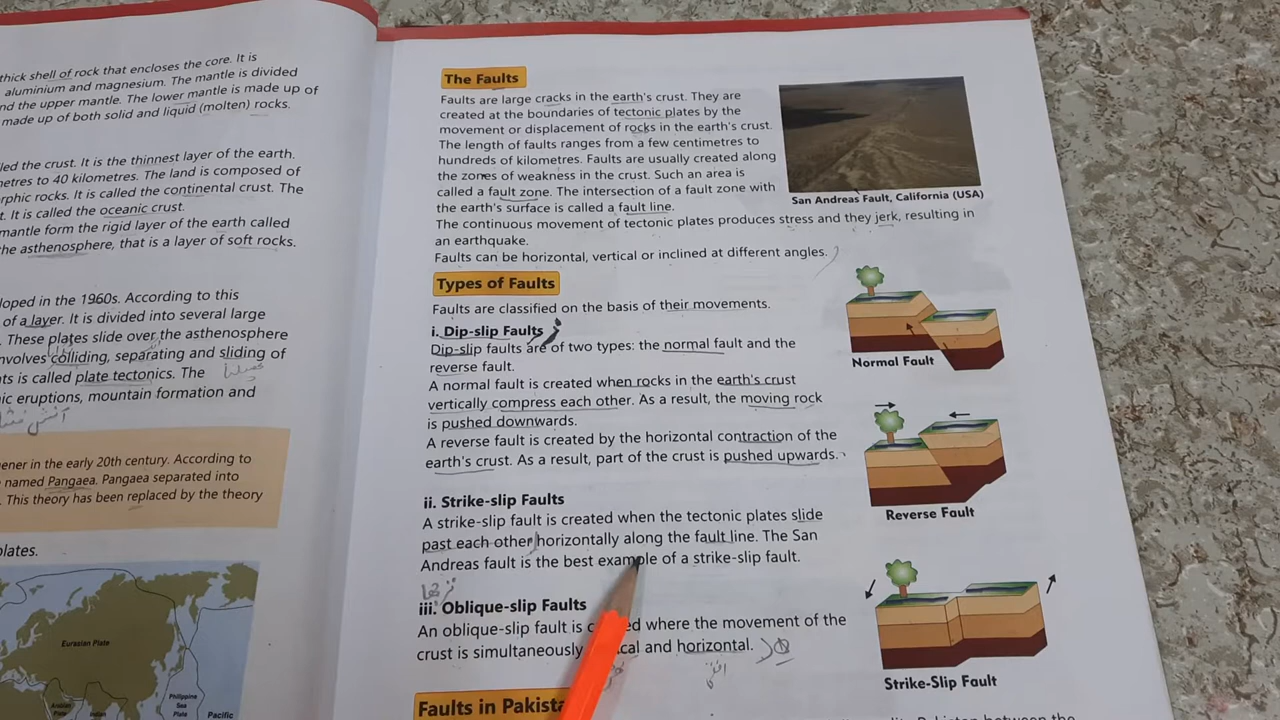 thick shell of rock that encloses the core. It is
aluminium and magnesium. The mantle is divided
nd the upper mantle. The lower mantle is made up of
made up of both solid and liquid (molten) rocks.
led the crust. It is the thinnest layer of the earth.
metres to 40 kilometres. The land is composed of
rphic rocks. It is called the continental crust. The
t. It is called the oceanic crust.
mantle form the rigid layer of the earth called
the asthenosphere, that is a layer of soft rocks.
loped in the 1960s. According to this
of a layer. It is divided into several large
. These plates slide over the asthenosphere
nvolves colliding, separating and sliding of
nts is called plate tectonics. The
ic eruptions, mountain formation and
ener in the early 20th century. According to
named Pangaea. Pangaea separated into
. This theory has been replaced by the theory
plates.
Eurasian Plate
Philippine
Sea
Plate
Pacific
Arabian
Plate
Indian
The Faults
Faults are large cracks in the earth's crust. They are
created at the boundaries of tectonic plates by the
movement or displacement of rocks in the earth's crust.
The length of faults ranges from a few centimetres to
hundreds of kilometres. Faults are usually created along
the zones of weakness in the crust. Such an area is
called a fault zone. The intersection of a fault zone with
the earth's surface is called a fault line.
The continuous movement of tectonic plates produces stress and they jerk, resulting in
an earthquake.
Faults can be horizontal, vertical or inclined at different angles.
San Andreas Fault, California (USA)
Types of Faults
Faults are classified on the basis of their movements.
i. Dip-slip Faults
Dip-slip faults are of two types: the normal fault and the
reverse fault.
A normal fault is created when rocks in the earth's crust
vertically compress each other. As a result, the moving rock
is pushed downwards.
A reverse fault is created by the horizontal contraction of the
earth's crust. As a result, part of the crust is pushed upwards.
Normal Fault
Reverse Fault
ii. Strike-slip Faults
A strike-slip fault is created when the tectonic plates slide
past each other horizontally along the fault line. The San
Andreas fault is the best example of a strike-slip fault.
iii. Oblique-slip Faults
An oblique-slip fault is c ed where the movement of the
crust is simultaneously cal and horizontal.
Strike-Slip Fault
Faults in Pakista